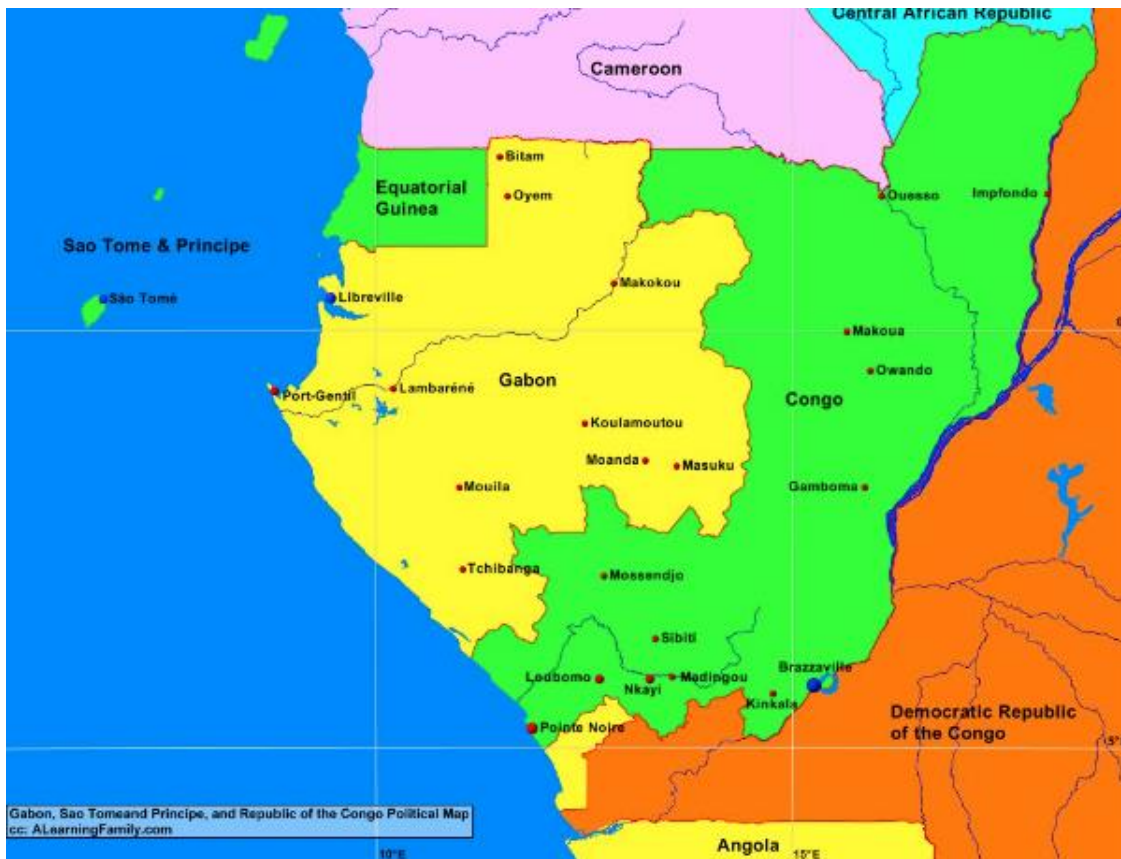 Central African Republic
Cameroon
Bitam
Equatorial
Guinea
Oyem
Ouesso
Impfondo
Sao Tome & Principe
São Tomé
Libreville
Makokou
Makoua
Gabon
Owando
Port-Gentil
Lambaréné
Congo
Koulamoutou
Moanda
Masuku
Mouila
Gamboma
Tchibanga
Mossendjo
Sibiti
Loubomo
Nkayi
Madingou
Brazzaville
Kinkala
Pointe Noire
Democratic Republic
of the Congo
5°
Gabon, Sao Tomeand Principe, and Republic of the Congo Political Map
cc: ALearningFamily.com
Angola
10°E
15°E